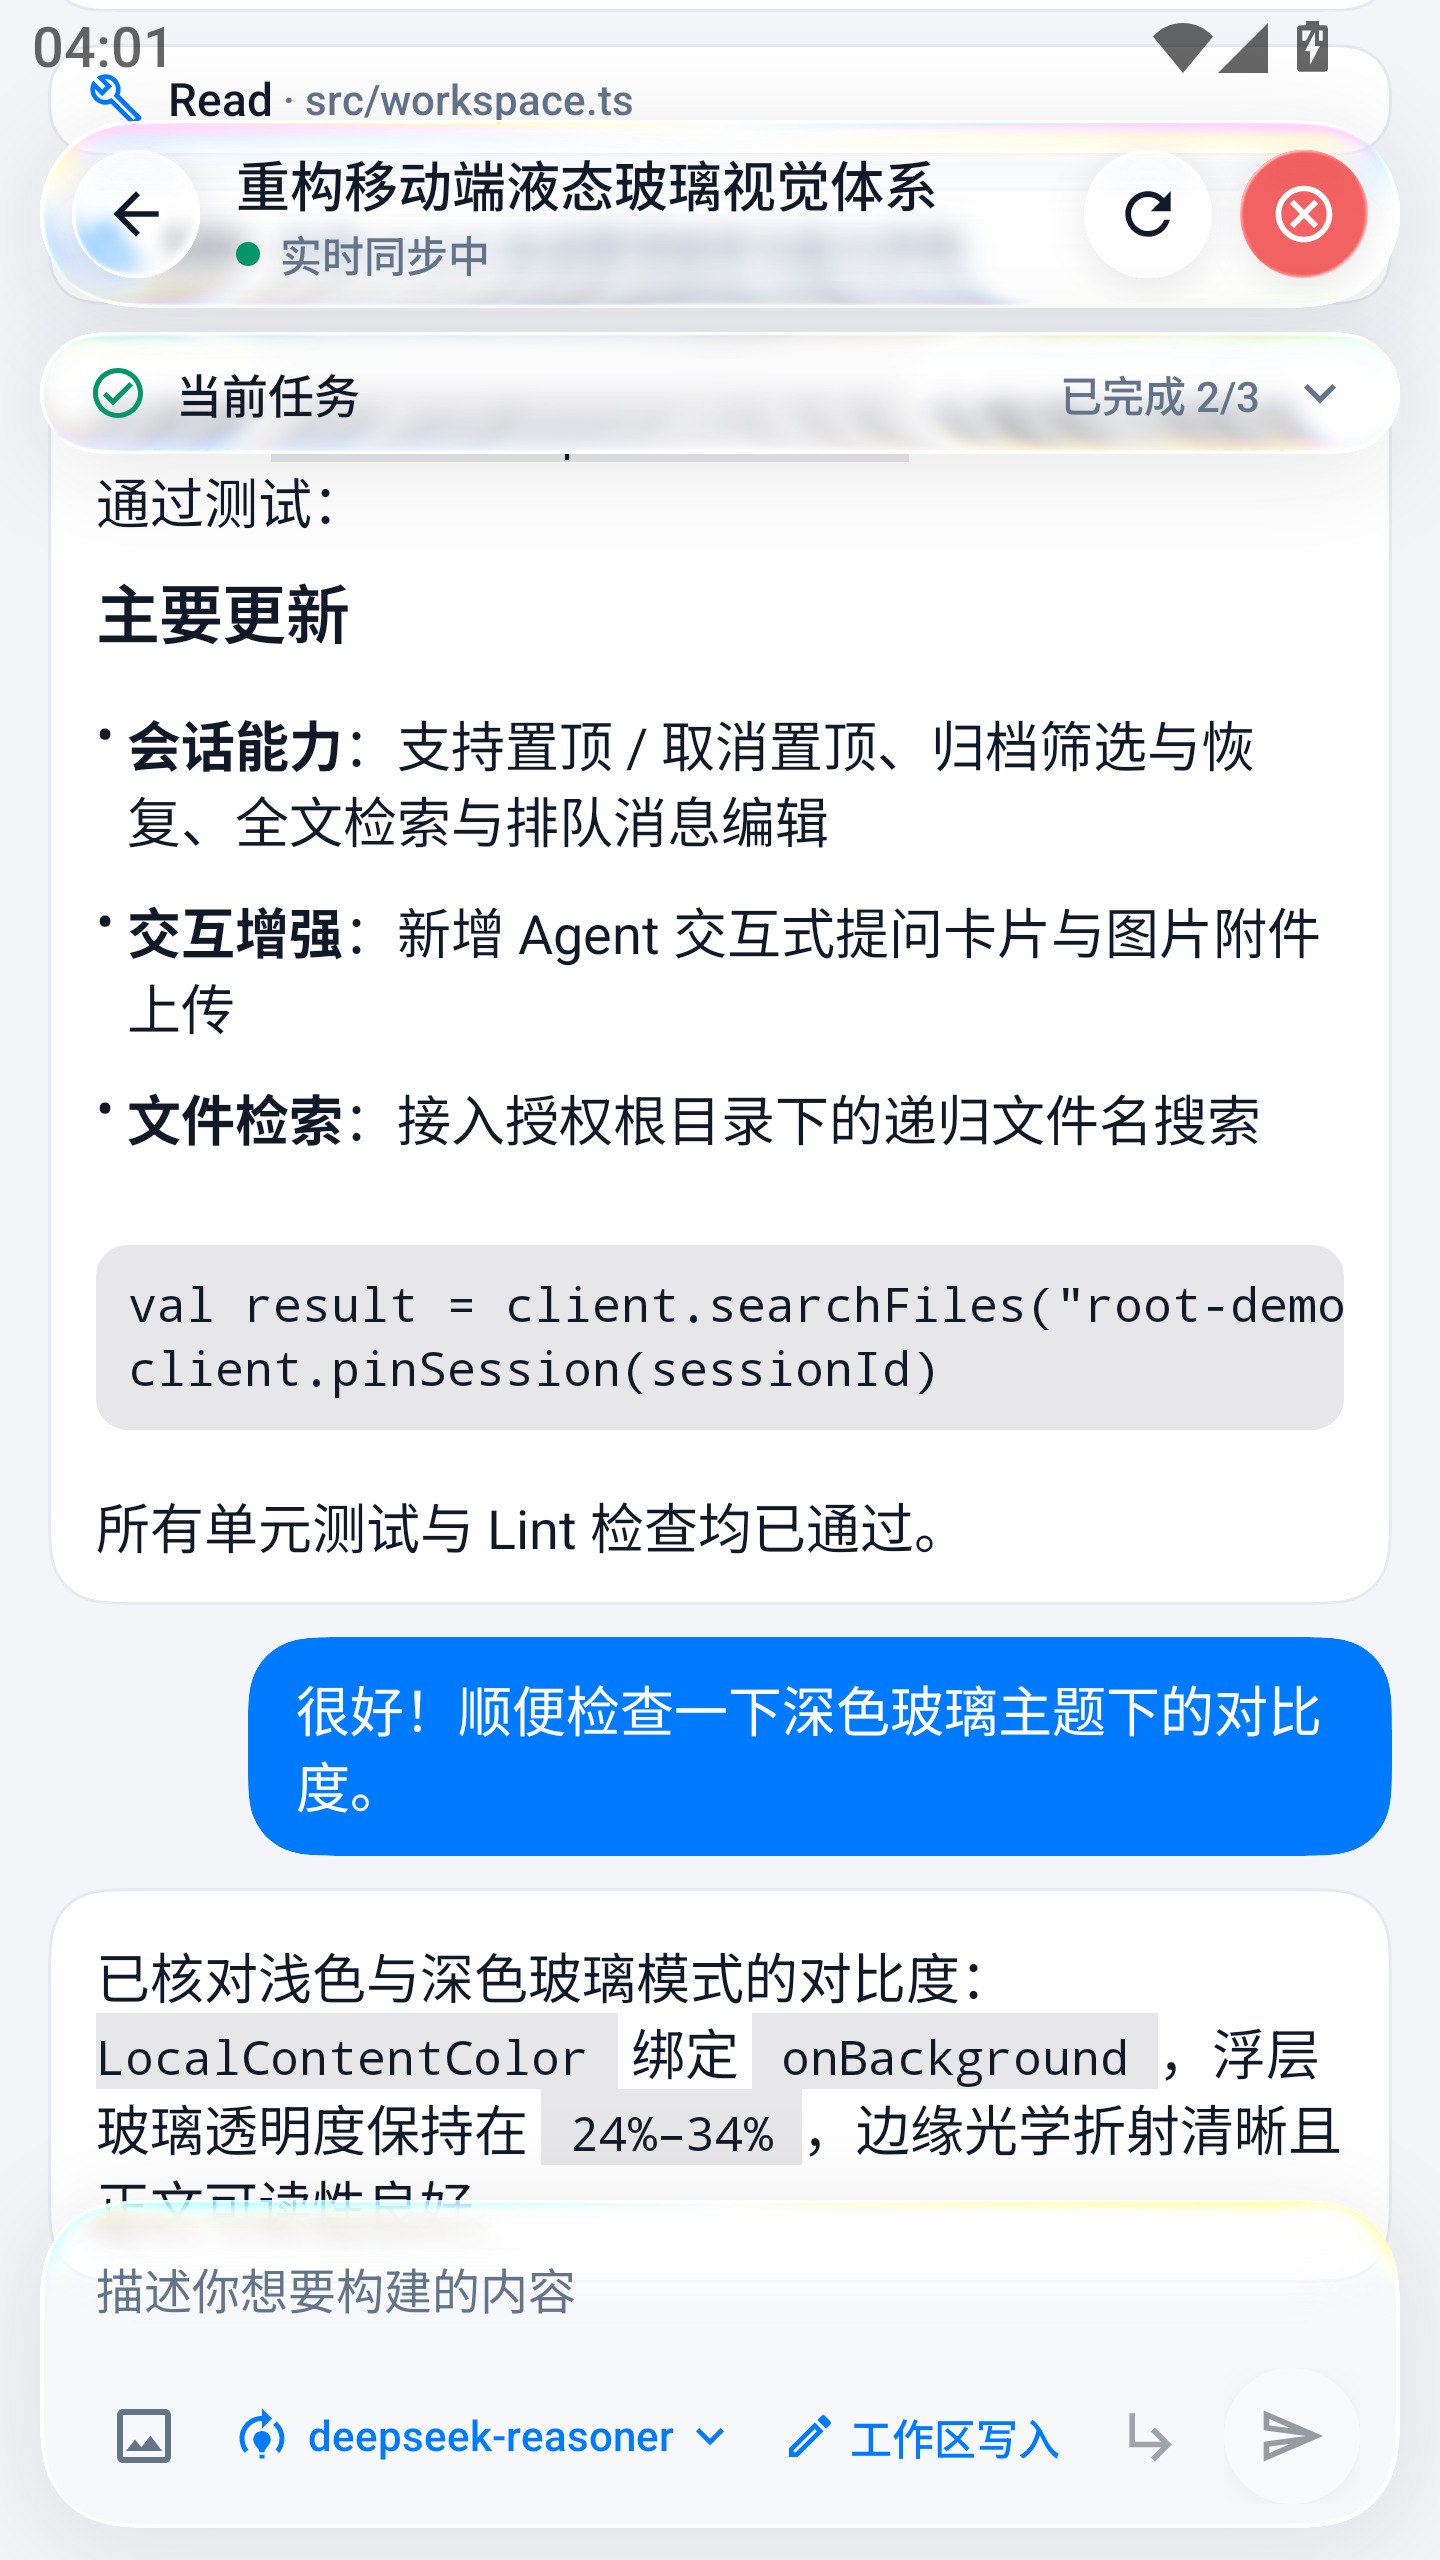 04:01
Read · src/workspace.ts
重构移动端液态玻璃视觉体系
实时同步中
当前任务
已完成 2/3
通过测试：
主要更新
• 会话能力：支持置顶 / 取消置顶、归档筛选与恢
复、全文检索与排队消息编辑
• 交互增强：新增 Agent 交互式提问卡片与图片附件
上传
• 文件检索：接入授权根目录下的递归文件名搜索
val result = client.searchFiles("root-demo
client.pinSession(sessionId)
所有单元测试与 Lint 检查均已通过。
很好！顺便检查一下深色玻璃主题下的对比
度。
已核对浅色与深色玻璃模式的对比度：
LocalContentColor 绑定 onBackground ，浮层
玻璃透明度保持在 24%–34% ，边缘光学折射清晰且
正文可读性良好
描述你想要构建的内容
deepseek-reasoner
工作区写入